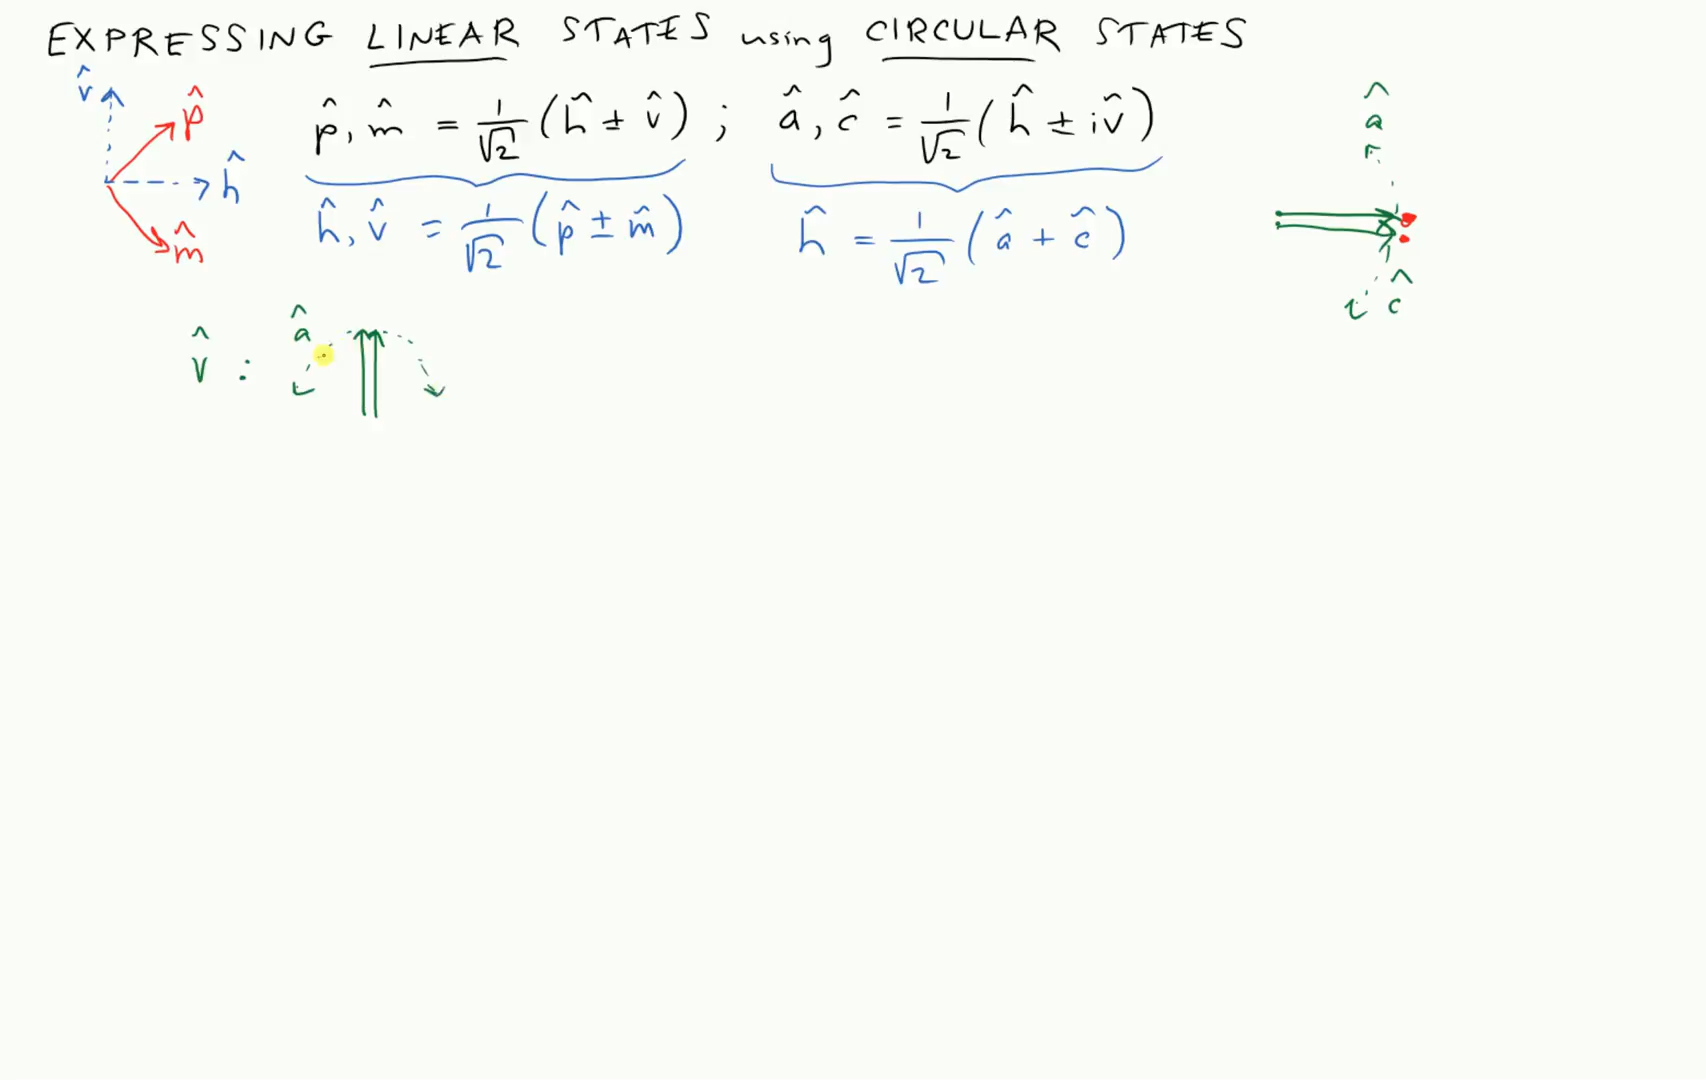 EXPRESSING LINEAR STATES using CIRCULAR STATES
v̂ p̂ ĥ m̂
p̂, m̂ = 1/√2 (ĥ ± v̂) ; â, ĉ = 1/√2 (ĥ ± iv̂)
ĥ, v̂ = 1/√2 (p̂ ± m̂) ĥ = 1/√2 (â + ĉ)
â
ĉ
v̂ : â